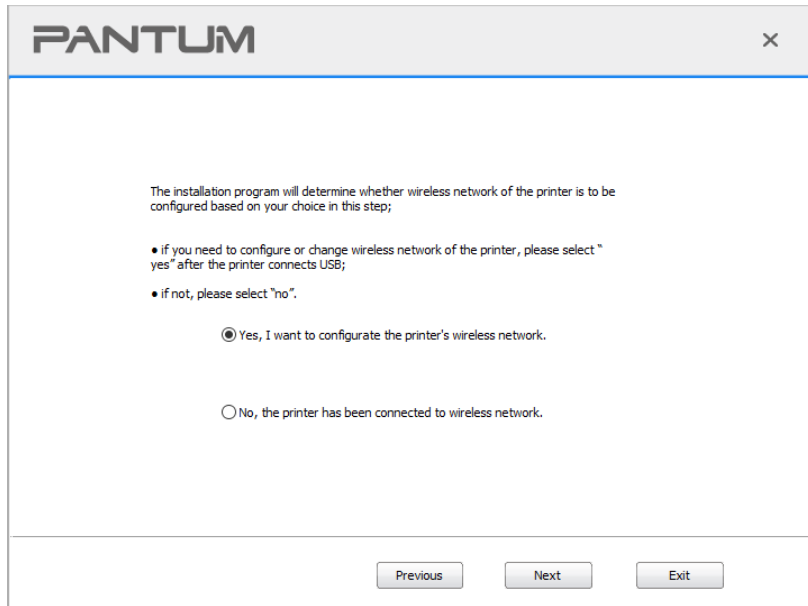 PANTUM
The installation program will determine whether wireless network of the printer is to be
configured based on your choice in this step;
● if you need to configure or change wireless network of the printer, please select “
yes” after the printer connects USB;
● if not, please select “no”.
Yes, I want to configurate the printer's wireless network.
No, the printer has been connected to wireless network.
Previous Next Exit